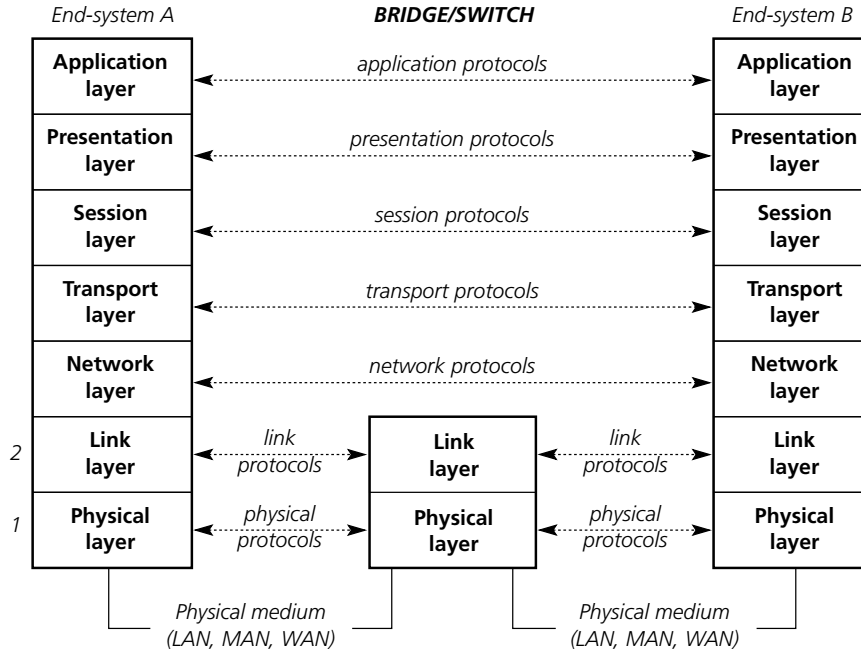 End-system A
BRIDGE/SWITCH
End-system B
Application
layer
application protocols
Application
layer
Presentation
layer
presentation protocols
Presentation
layer
Session
layer
session protocols
Session
layer
Transport
layer
transport protocols
Transport
layer
Network
layer
network protocols
Network
layer
2
Link
layer
link
protocols
Link
layer
link
protocols
Link
layer
1
Physical
layer
physical
protocols
Physical
layer
physical
protocols
Physical
layer
Physical medium
(LAN, MAN, WAN)
Physical medium
(LAN, MAN, WAN)